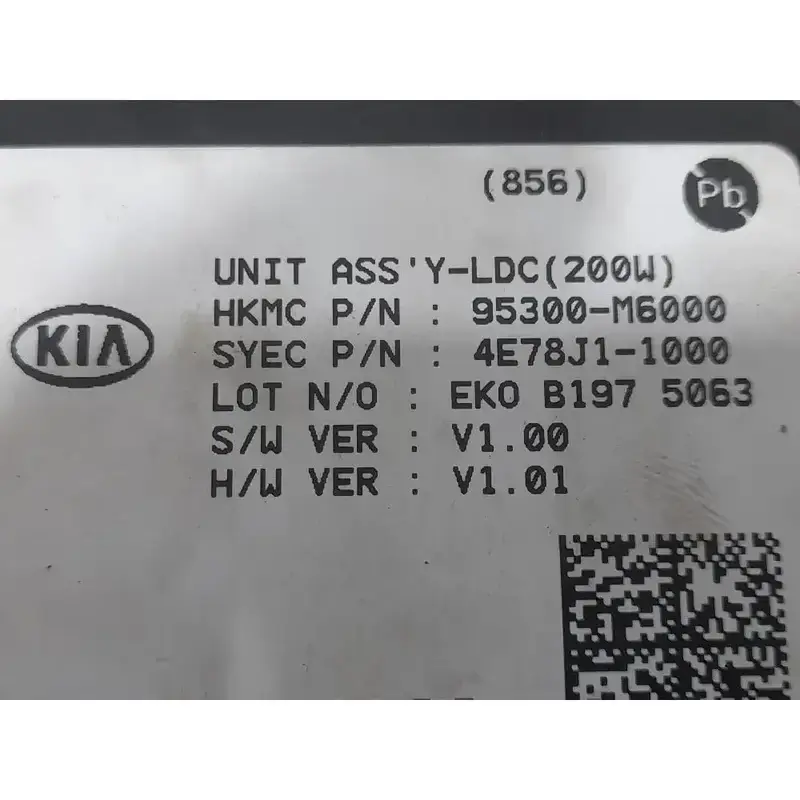 (856)
Pb
UNIT ASS'Y-LDC(200W)
KIA
HKMC P/N : 95300-M6000
SYEC P/N : 4E78J1-1000
LOT N/O : EKO B197 5063
S/W VER : V1.00
H/W VER : V1.01